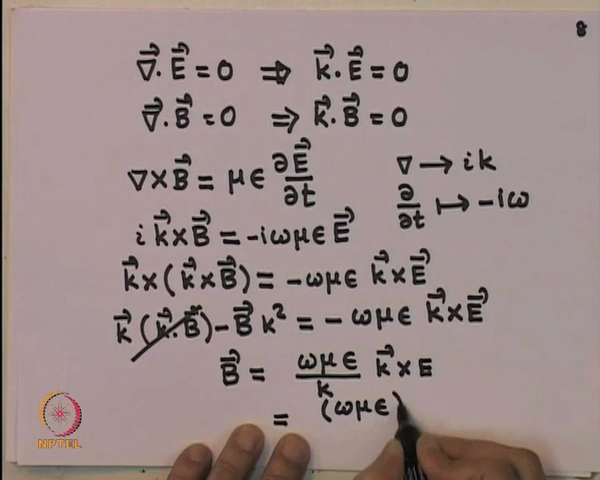 8
∇⃗·E⃗ = 0 ⇒ k⃗·E⃗ = 0
∇⃗·B⃗ = 0 ⇒ k⃗·B⃗ = 0
∇×B⃗ = μϵ ∂E⃗/∂t ∇ → ik
∂/∂t ↦ -iω
i k⃗×B⃗ = -iωμϵ E⃗
k⃗×(k⃗×B⃗) = -ωμϵ k⃗×E⃗
k⃗(k⃗·B⃗) - B⃗ k² = -ωμϵ k⃗×E⃗
B⃗ = ωμϵ/k k⃗×E
= (ωμϵ)
NPTEL